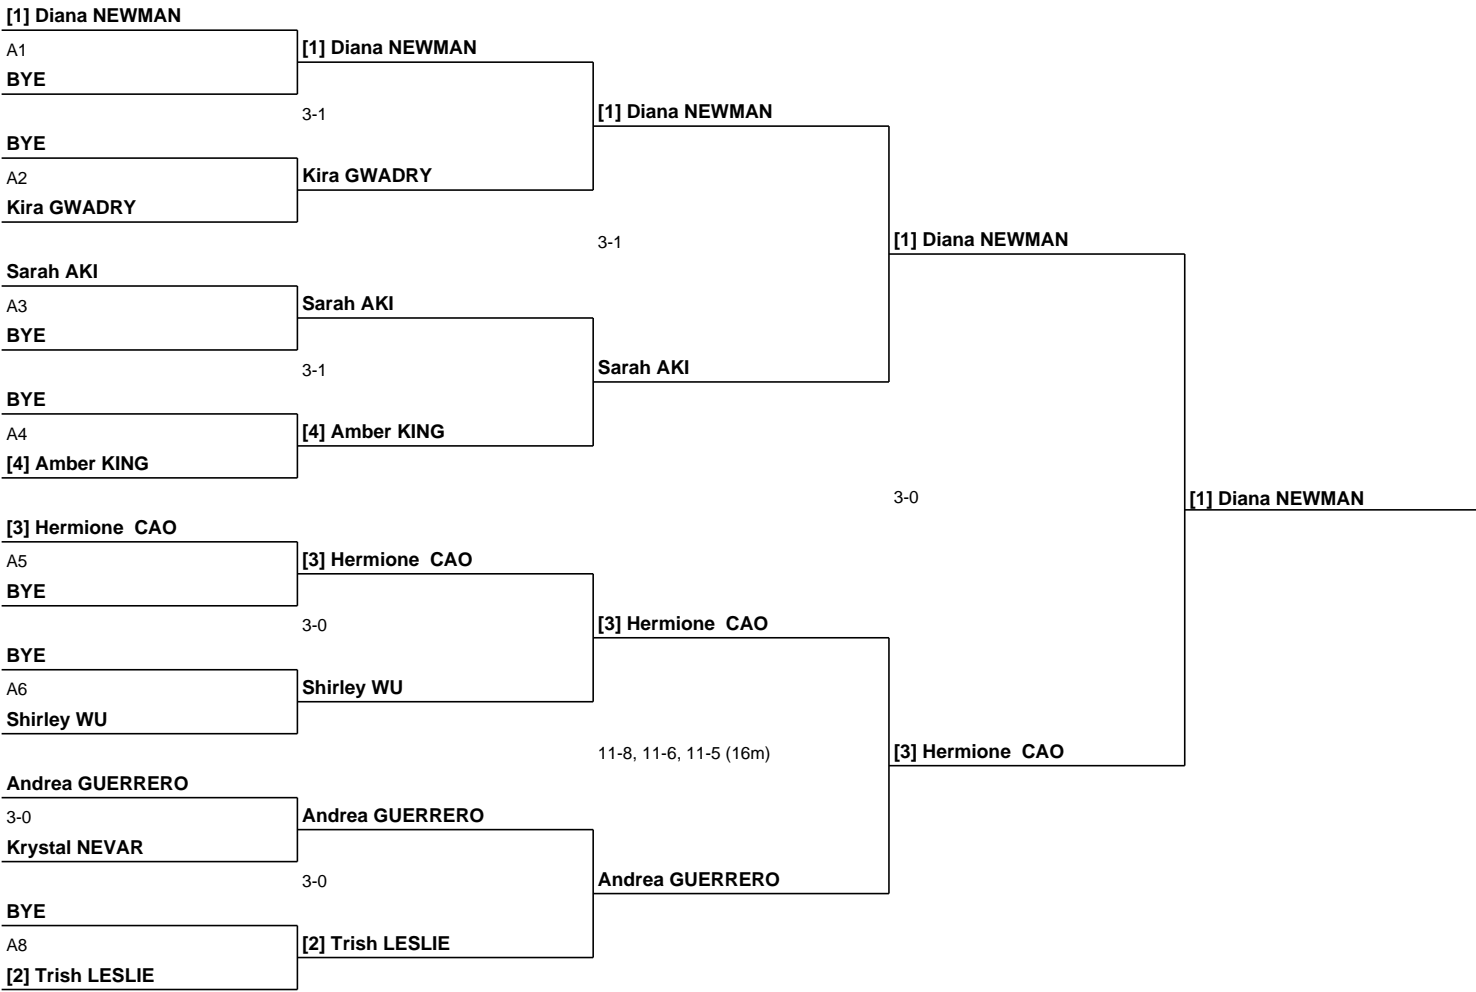 [1] Diana NEWMAN
A1
BYE
BYE
A2
Kira GWADRY
Sarah AKI
A3
BYE
BYE
A4
[4] Amber KING
[3] Hermione  CAO
A5
BYE
BYE
A6
Shirley WU
Andrea GUERRERO
3-0
Krystal NEVAR
BYE
A8
[2] Trish LESLIE
[1] Diana NEWMAN
3-1
Kira GWADRY
Sarah AKI
3-1
[4] Amber KING
[3] Hermione  CAO
3-0
Shirley WU
Andrea GUERRERO
3-0
[2] Trish LESLIE
[1] Diana NEWMAN
3-1
Sarah AKI
[3] Hermione  CAO
11-8, 11-6, 11-5 (16m)
Andrea GUERRERO
[1] Diana NEWMAN
3-0
[3] Hermione  CAO
[1] Diana NEWMAN